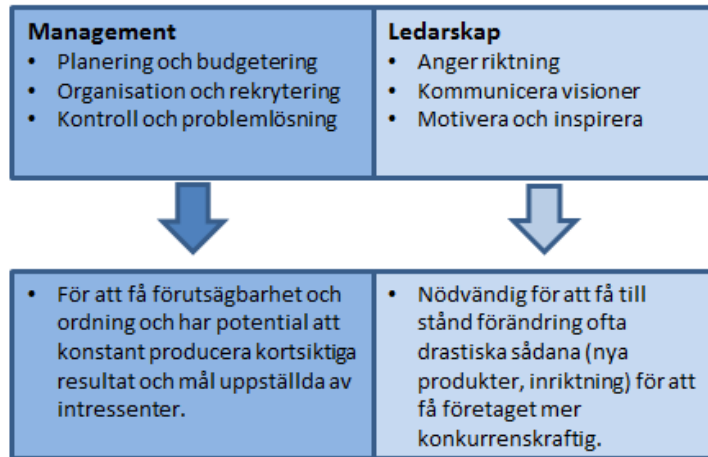 Management
• Planering och budgetering
• Organisation och rekrytering
• Kontroll och problemlösning
Ledarskap
• Anger riktning
• Kommunicera visioner
• Motivera och inspirera
• För att få förutsägbarhet och
ordning och har potential att
konstant producera kortsiktiga
resultat och mål uppställda av
intressenter.
• Nödvändig för att få till
stånd förändring ofta
drastiska sådana (nya
produkter, inriktning) för att
få företaget mer
konkurrenskraftig.